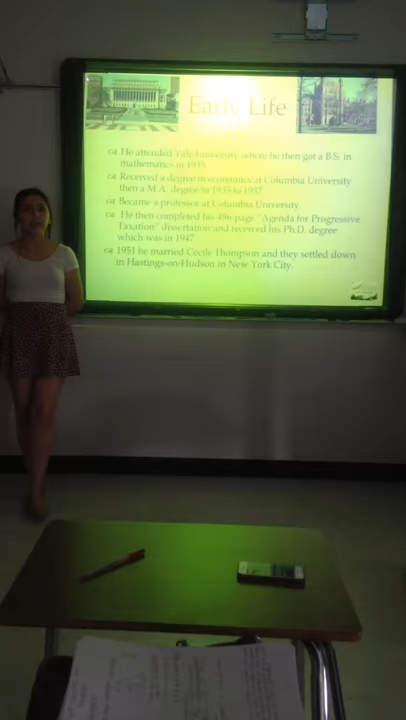 Early Life
He attended Yale University where he then got a B.S. in
mathematics at 1935.
Received a degree in economics at Columbia University
then a M.A. degree in 1935 to 1937
Became a professor at Columbia University.
He then completed his 496-page "Agenda for Progressive
Taxation" dissertation and received his Ph.D. degree
which was in 1947
1951 he married Cecile Thompson and they settled down
in Hastings-on-Hudson in New York City